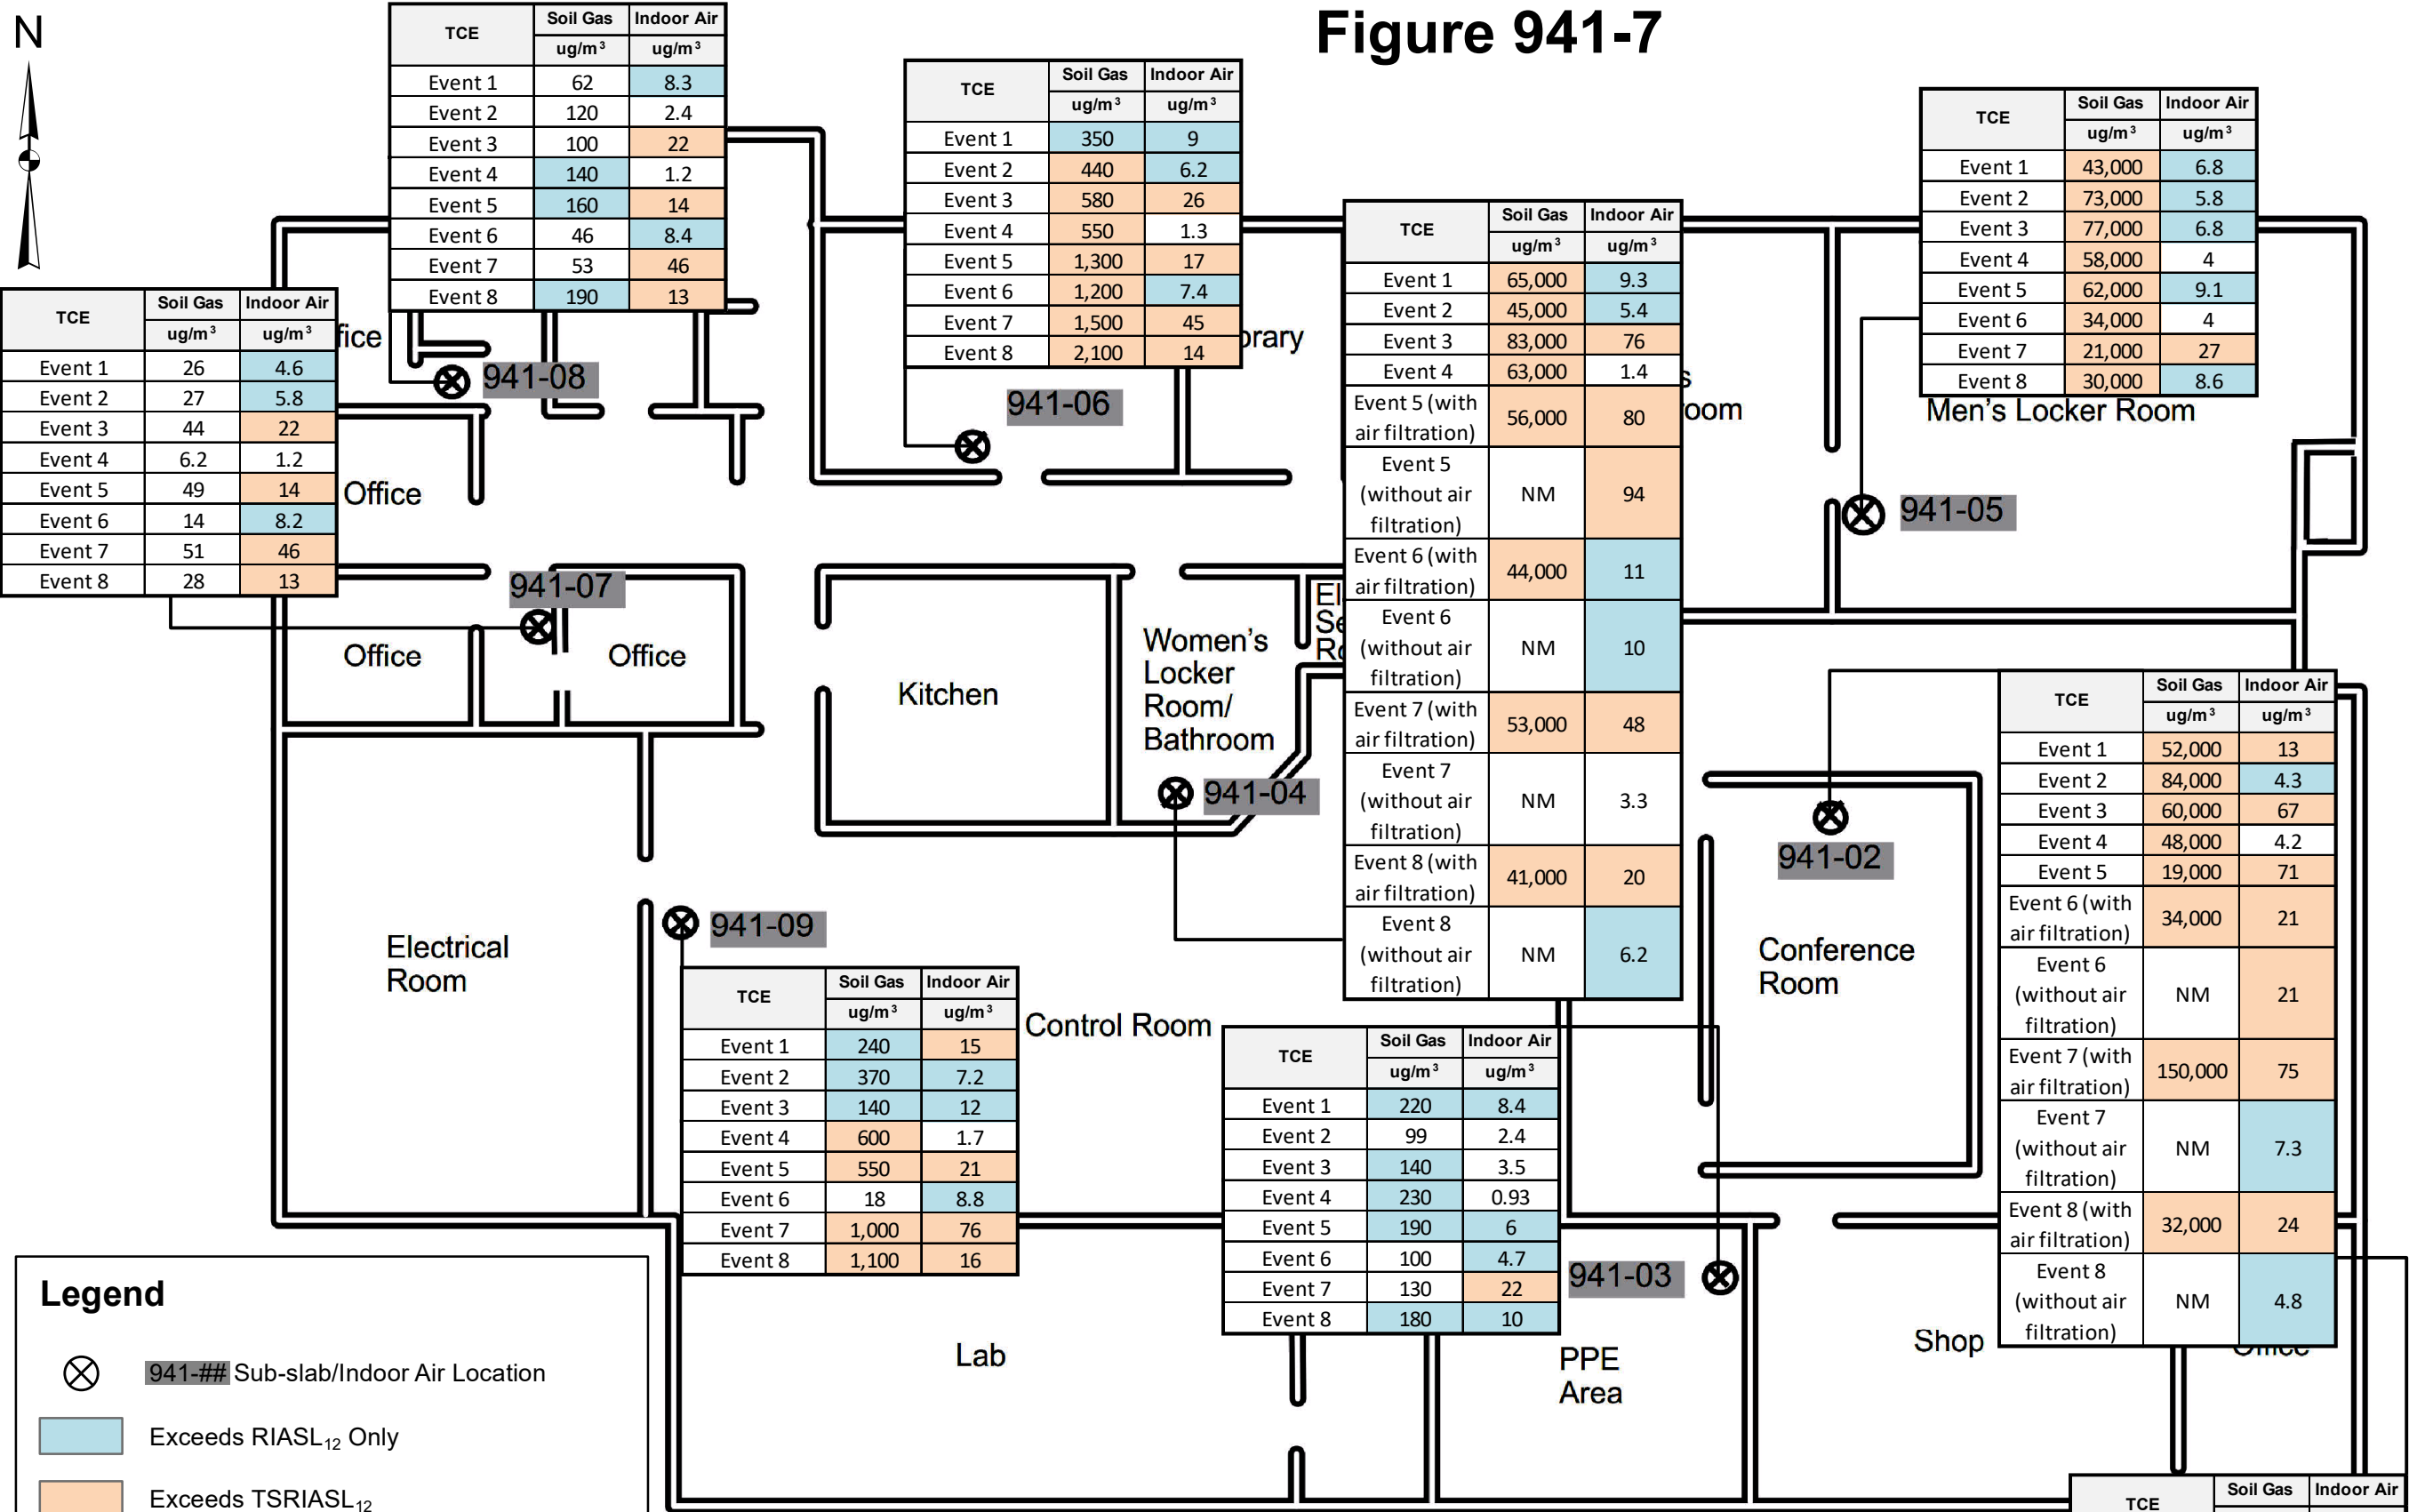 Figure 941-7
N
TCE Soil Gas Indoor Air
ug/m³ ug/m³
Event 1 62 8.3
Event 2 120 2.4
Event 3 100 22
Event 4 140 1.2
Event 5 160 14
Event 6 46 8.4
Event 7 53 46
Event 8 190 13
TCE Soil Gas Indoor Air
ug/m³ ug/m³
Event 1 350 9
Event 2 440 6.2
Event 3 580 26
Event 4 550 1.3
Event 5 1,300 17
Event 6 1,200 7.4
Event 7 1,500 45
Event 8 2,100 14
TCE Soil Gas Indoor Air
ug/m³ ug/m³
Event 1 43,000 6.8
Event 2 73,000 5.8
Event 3 77,000 6.8
Event 4 58,000 4
Event 5 62,000 9.1
Event 6 34,000 4
Event 7 21,000 27
Event 8 30,000 8.6
TCE Soil Gas Indoor Air
ug/m³ ug/m³
Event 1 65,000 9.3
Event 2 45,000 5.4
Event 3 83,000 76
Event 4 63,000 1.4
Event 5 (with
air filtration) 56,000 80
Event 5
(without air
filtration) NM 94
Event 6 (with
air filtration) 44,000 11
Event 6
(without air
filtration) NM 10
Event 7 (with
air filtration) 53,000 48
Event 7
(without air
filtration) NM 3.3
Event 8 (with
air filtration) 41,000 20
Event 8
(without air
filtration) NM 6.2
TCE Soil Gas Indoor Air
ug/m³ ug/m³
Event 1 26 4.6
Event 2 27 5.8
Event 3 44 22
Event 4 6.2 1.2
Event 5 49 14
Event 6 14 8.2
Event 7 51 46
Event 8 28 13
fice
941-08
941-06
brary
s
room
Men's Locker Room
Office
941-05
941-07
Office
Office
Kitchen
Women's
Locker
Room/
Bathroom
El
Se
Ro
941-04
941-02
TCE Soil Gas Indoor Air
ug/m³ ug/m³
Event 1 52,000 13
Event 2 84,000 4.3
Event 3 60,000 67
Event 4 48,000 4.2
Event 5 19,000 71
Event 6 (with
air filtration) 34,000 21
Event 6
(without air
filtration) NM 21
Event 7 (with
air filtration) 150,000 75
Event 7
(without air
filtration) NM 7.3
Event 8 (with
air filtration) 32,000 24
Event 8
(without air
filtration) NM 4.8
Electrical
Room
941-09
Control Room
Conference
Room
TCE Soil Gas Indoor Air
ug/m³ ug/m³
Event 1 240 15
Event 2 370 7.2
Event 3 140 12
Event 4 600 1.7
Event 5 550 21
Event 6 18 8.8
Event 7 1,000 76
Event 8 1,100 16
TCE Soil Gas Indoor Air
ug/m³ ug/m³
Event 1 220 8.4
Event 2 99 2.4
Event 3 140 3.5
Event 4 230 0.93
Event 5 190 6
Event 6 100 4.7
Event 7 130 22
Event 8 180 10
941-03
Lab
PPE
Area
Shop
Office
Legend
941-## Sub-slab/Indoor Air Location
Exceeds RIASL₁₂ Only
Exceeds TSRIASL₁₂
TCE Soil Gas Indoor Air